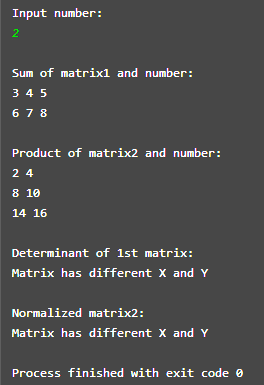 Input number:
2
Sum of matrix1 and number:
3 4 5
6 7 8
Product of matrix2 and number:
2 4
8 10
14 16
Determinant of 1st matrix:
Matrix has different X and Y
Normalized matrix2:
Matrix has different X and Y
Process finished with exit code 0